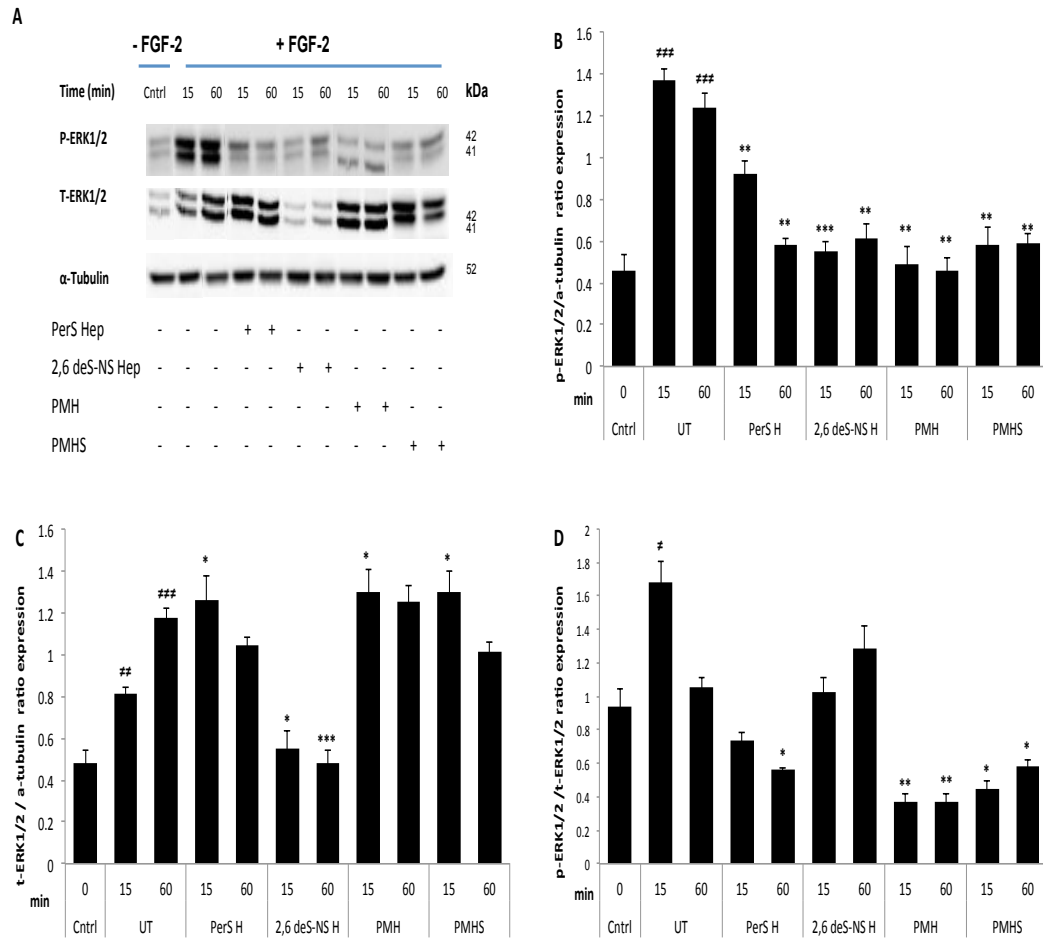 A
- FGF-2 + FGF-2
Time (min) Cntrl 15 60 15 60 15 60 15 60 15 60 kDa
P-ERK1/2 42
41
T-ERK1/2 42
41
α-Tubulin 52
PerS Hep - - - + + - - - - - -
2,6 deS-NS Hep - - - - - + + - - - -
PMH - - - - - - - + + - -
PMHS - - - - - - - - - + +
B
p-ERK1/2/a-tubulin ratio expression
1.6
1.4
1.2
1
0.8
0.6
0.4
0.2
0
≠≠≠ ≠≠≠ ** ** *** ** ** ** ** **
min 0 15 60 15 60 15 60 15 60 15 60
Cntrl UT PerS H 2,6 deS-NS H PMH PMHS
C
t-ERK1/2 / a-tubulin ratio expression
1.6
1.4
1.2
1
0.8
0.6
0.4
0.2
0
≠≠ ≠≠≠ * * *** * *
min 0 15 60 15 60 15 60 15 60 15 60
Cntrl UT PerS H 2,6 deS-NS H PMH PMHS
D
p-ERK1/2 /t-ERK1/2 ratio expression
2
1.8
1.6
1.4
1.2
1
0.8
0.6
0.4
0.2
0
≠ * ** ** * *
min 0 15 60 15 60 15 60 15 60 15 60
Cntrl UT PerS H 2,6 deS-NS H PMH PMHS